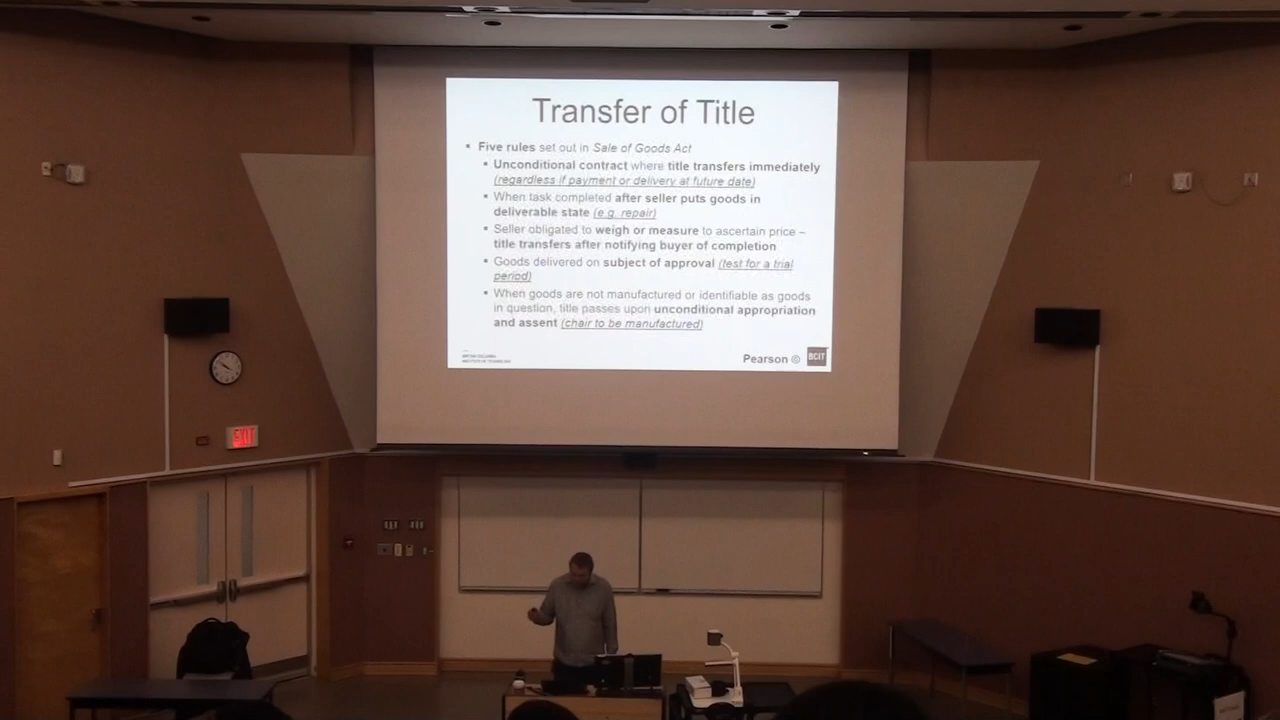 Transfer of Title
▪ Five rules set out in Sale of Goods Act
▪ Unconditional contract where title transfers immediately
(regardless if payment or delivery at future date)
▪ When task completed after seller puts goods in
deliverable state (e.g. repair)
▪ Seller obligated to weigh or measure to ascertain price –
title transfers after notifying buyer of completion
▪ Goods delivered on subject of approval (test for a trial
period)
▪ When goods are not manufactured or identifiable as goods
in question, title passes upon unconditional appropriation
and assent (chair to be manufactured)
Pearson ©
BCIT
EXIT